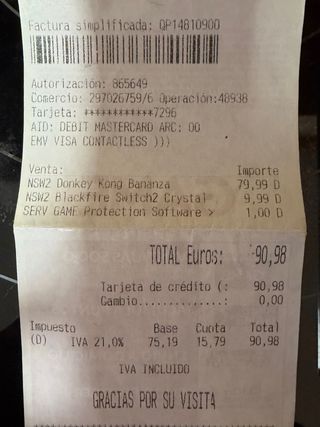 Factura simplificada: QP14810900
Autorización: 865649
Comercio: 297026759/6 Operación:48938
Tarjeta: ************7296
AID: DEBIT MASTERCARD ARC: 00
EMV VISA CONTACTLESS )))
Venta: Importe
NSW2 Donkey Kong Bananza 79,99 D
NSW2 Blackfire Switch2 Crystal 9,99 D
SERV GAME Protection Software > 1,00 D
TOTAL Euros: 90,98
Tarjeta de crédito (: 90,98
Cambio..............: 0,00
Impuesto Base Cuota Total
(D) IVA 21,0% 75,19 15,79 90,98
IVA INCLUIDO
GRACIAS POR SU VISITA